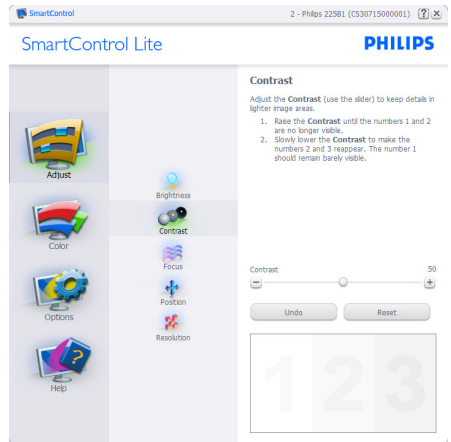 SmartControl
2 - Philips 225B1 (CS30715000001)
?
X
SmartControl Lite
PHILIPS
Adjust
Color
Options
Help
Brightness
Contrast
Focus
Position
Resolution
Contrast
Adjust the Contrast (use the slider) to keep details in
lighter image areas.
1. Raise the Contrast until the numbers 1 and 2
are no longer visible.
2. Slowly lower the Contrast to make the
numbers 2 and 3 reappear. The number 1
should remain barely visible.
Contrast 50
Undo Reset
1 2 3